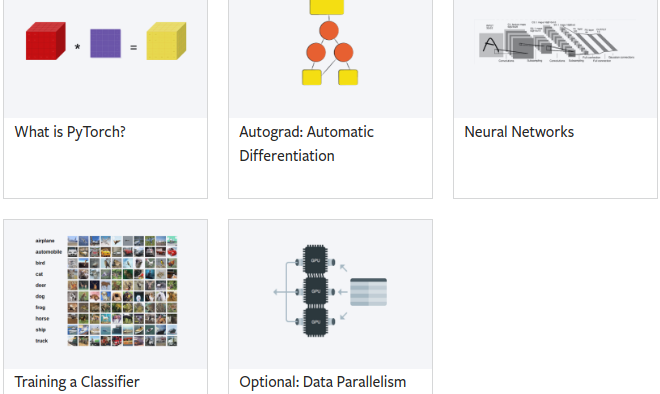 * =
A
What is PyTorch?
Autograd: Automatic
Differentiation
Neural Networks
airplane
automobile
bird
cat
deer
dog
frog
horse
ship
truck
GPU
GPU
GPU
Training a Classifier
Optional: Data Parallelism